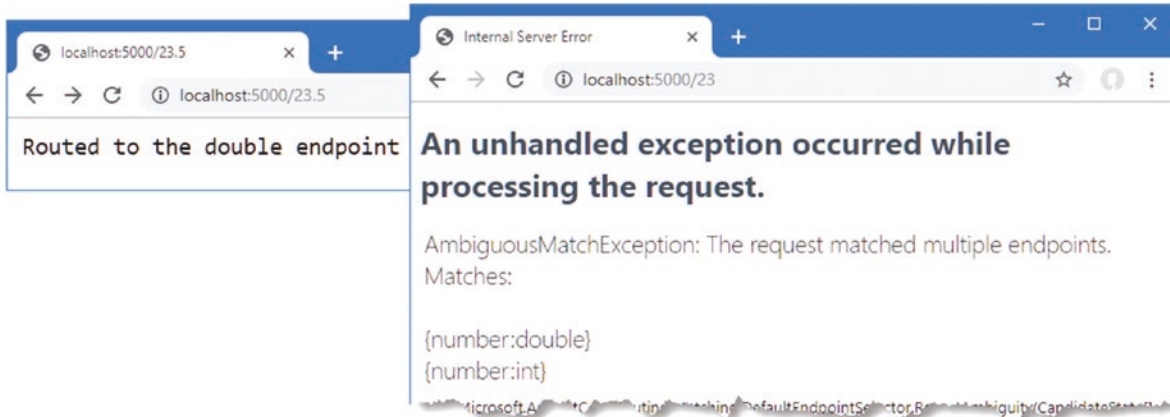 localhost:5000/23.5
localhost:5000/23.5
Routed to the double endpoint
Internal Server Error
localhost:5000/23
An unhandled exception occurred while
processing the request.
AmbiguousMatchException: The request matched multiple endpoints.
Matches:
{number:double}
{number:int}